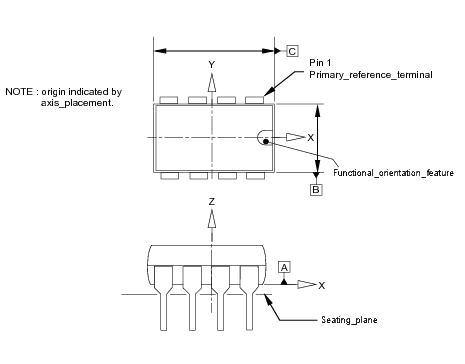 C
Y
Pin 1
Primary_reference_terminal
NOTE : origin indicated by
axis_placement.
X
Functional_orientation_feature
B
Z
A
X
Seating_plane